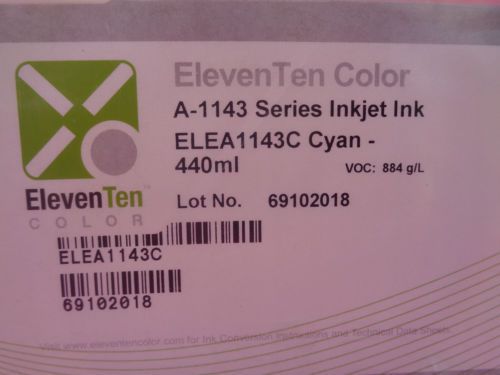 ElevenTen Color
A-1143 Series Inkjet Ink
ELEA1143C Cyan -
440ml VOC: 884 g/L
Lot No. 69102018
ElevenTen™
COLOR
ELEA1143C
69102018
Visit www.eleventencolor.com for Ink Conversion Instructions and Technical Data Sheets.